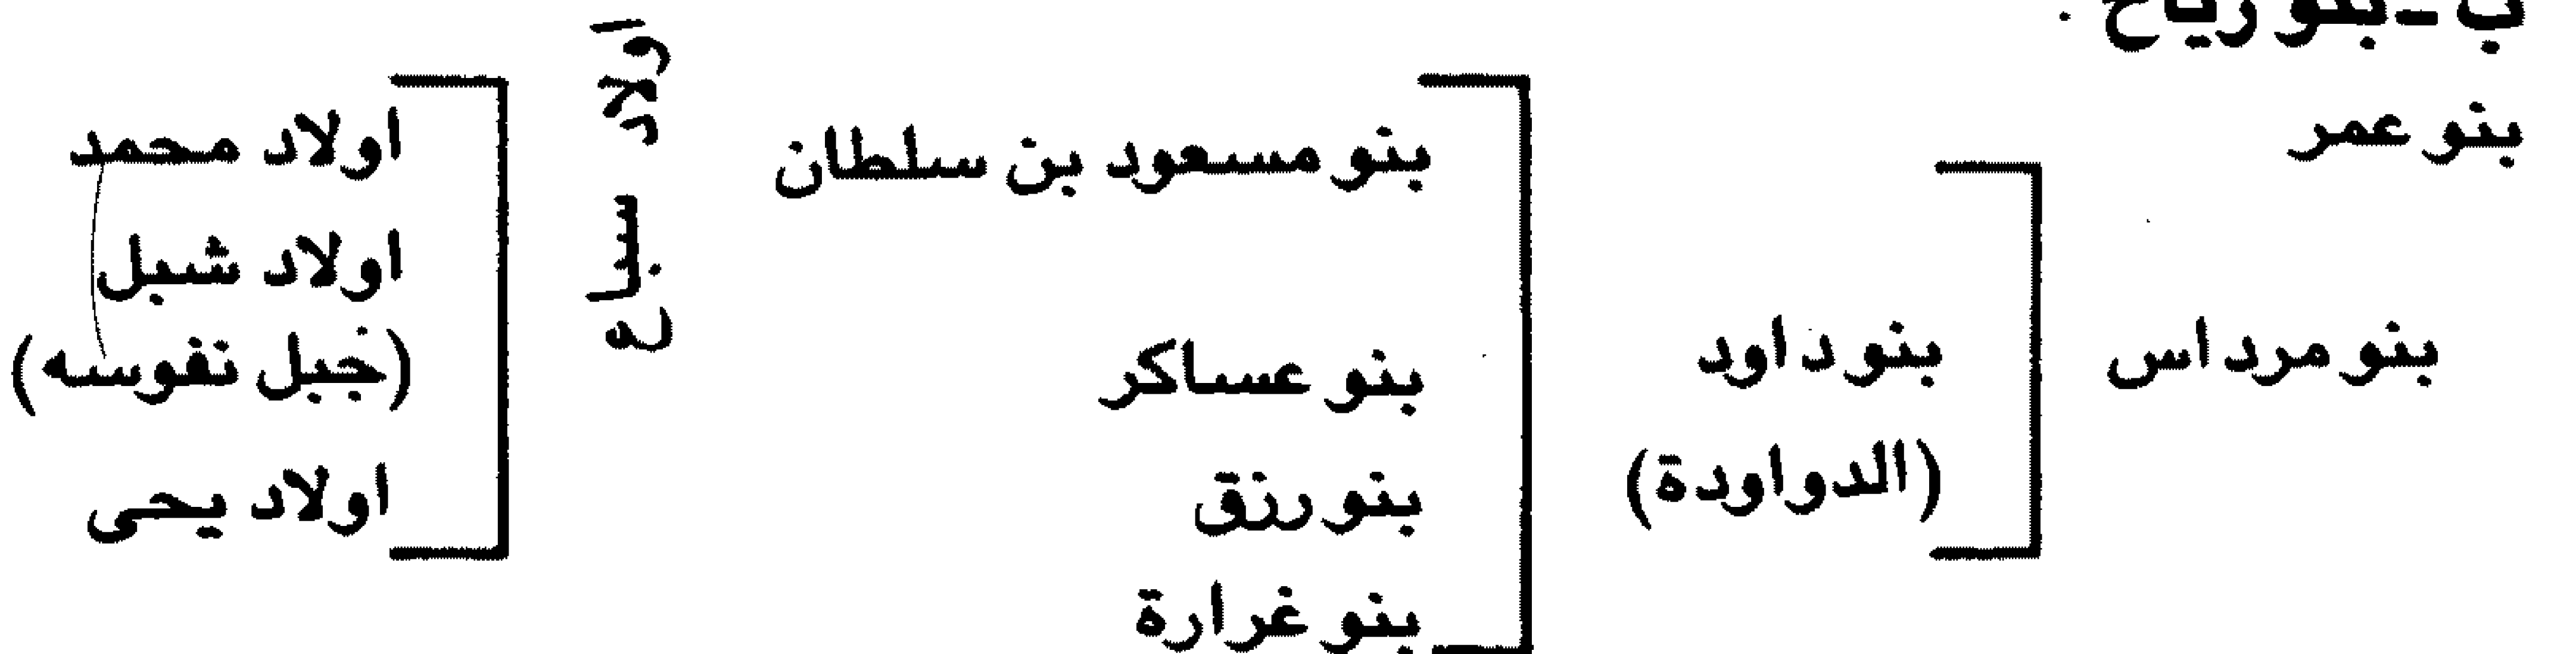 ب - بنو رياح .
بنو عمر
بنو مرداس
بنو داود
(الدواودة)
بنو مسعود بن سلطان
بنو عساكر
بنو رزق
بنو غرارة
اولاد سباع
اولاد محمد
اولاد شبل
(جبل نفوسه)
اولاد يحى